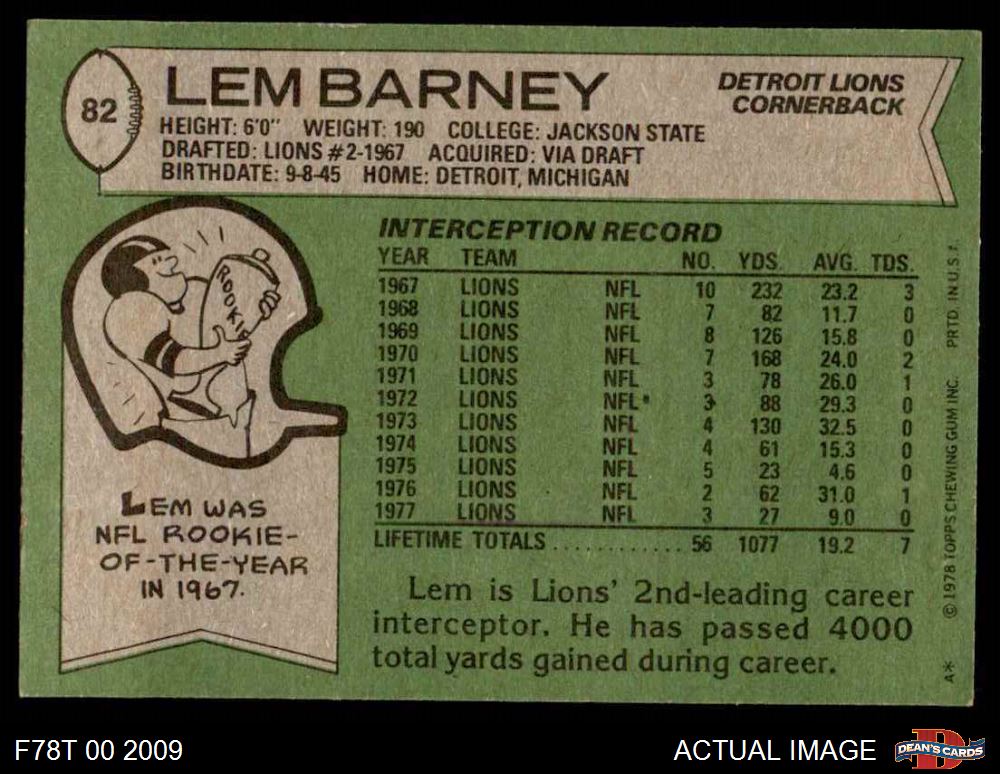 82
LEM BARNEY
DETROIT LIONS
CORNERBACK
HEIGHT: 6'0" WEIGHT: 190 COLLEGE: JACKSON STATE
DRAFTED: LIONS #2-1967 ACQUIRED: VIA DRAFT
BIRTHDATE: 9-8-45 HOME: DETROIT, MICHIGAN
ROOKIE
LEM WAS
NFL ROOKIE-
OF-THE-YEAR
IN 1967.
INTERCEPTION RECORD
YEAR TEAM NO. YDS. AVG. TDS.
1967 LIONS NFL 10 232 23.2 3
1968 LIONS NFL 7 82 11.7 0
1969 LIONS NFL 8 126 15.8 0
1970 LIONS NFL 7 168 24.0 2
1971 LIONS NFL 3 78 26.0 1
1972 LIONS NFL* 3 88 29.3 0
1973 LIONS NFL 4 130 32.5 0
1974 LIONS NFL 4 61 15.3 0
1975 LIONS NFL 5 23 4.6 0
1976 LIONS NFL 2 62 31.0 1
1977 LIONS NFL 3 27 9.0 0
LIFETIME TOTALS ............ 56 1077 19.2 7
Lem is Lions' 2nd-leading career
interceptor. He has passed 4000
total yards gained during career.
A* © 1978 TOPPS CHEWING GUM INC. PRTD. IN U.S.A.
F78T 00 2009
ACTUAL IMAGE
D
DEAN'S CARDS